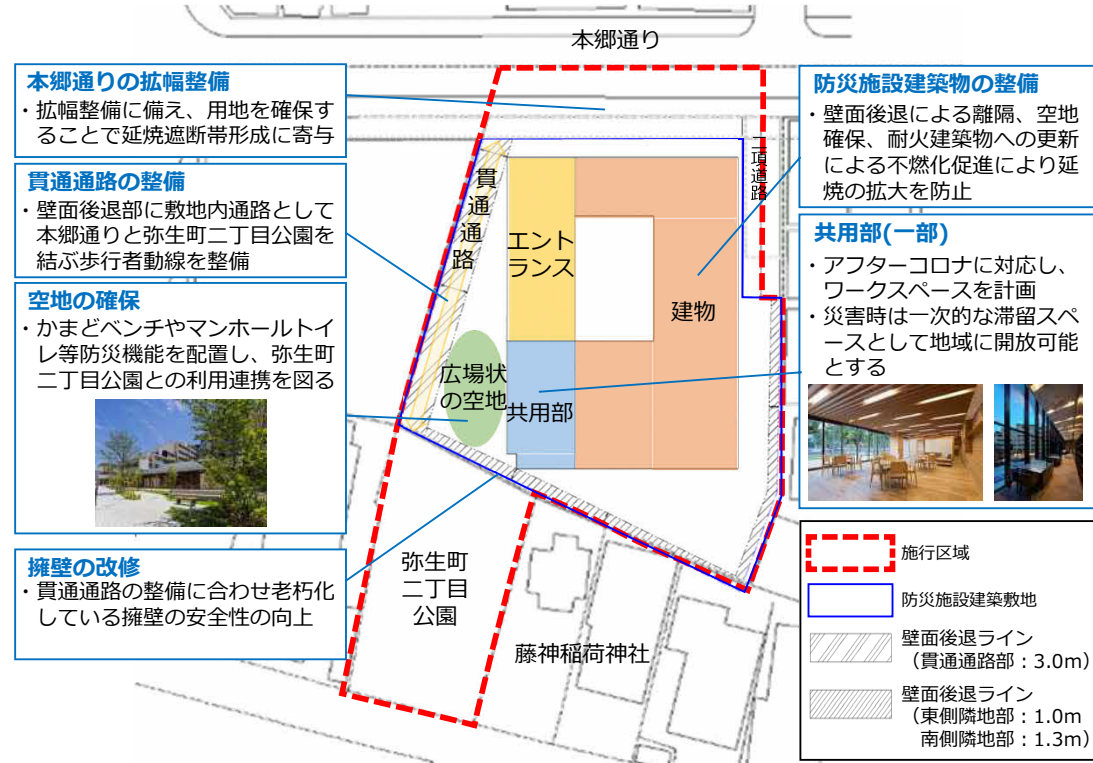 本郷通り
本郷通りの拡幅整備
・拡幅整備に備え、用地を確保す
ることで延焼遮断帯形成に寄与
貫通通路の整備
・壁面後退部に敷地内通路として
本郷通りと弥生町二丁目公園を
結ぶ歩行者動線を整備
空地の確保
・かまどベンチやマンホールトイ
レ等防災機能を配置し、弥生町
二丁目公園との利用連携を図る
擁壁の改修
・貫通通路の整備に合わせ老朽化
している擁壁の安全性の向上
貫通通路
エント
ランス
建物
二項道路
広場状
の空地
共用部
弥生町
二丁目
公園
藤神稲荷神社
防災施設建築物の整備
・壁面後退による離隔、空地
確保、耐火建築物への更新
による不燃化促進により延
焼の拡大を防止
共用部(一部)
・アフターコロナに対応し、
ワークスペースを計画
・災害時は一次的な滞留スペ
ースとして地域に開放可能
とする
施行区域
防災施設建築敷地
壁面後退ライン
（貫通通路部：3.0m）
壁面後退ライン
（東側隣地部：1.0m
南側隣地部：1.3m）